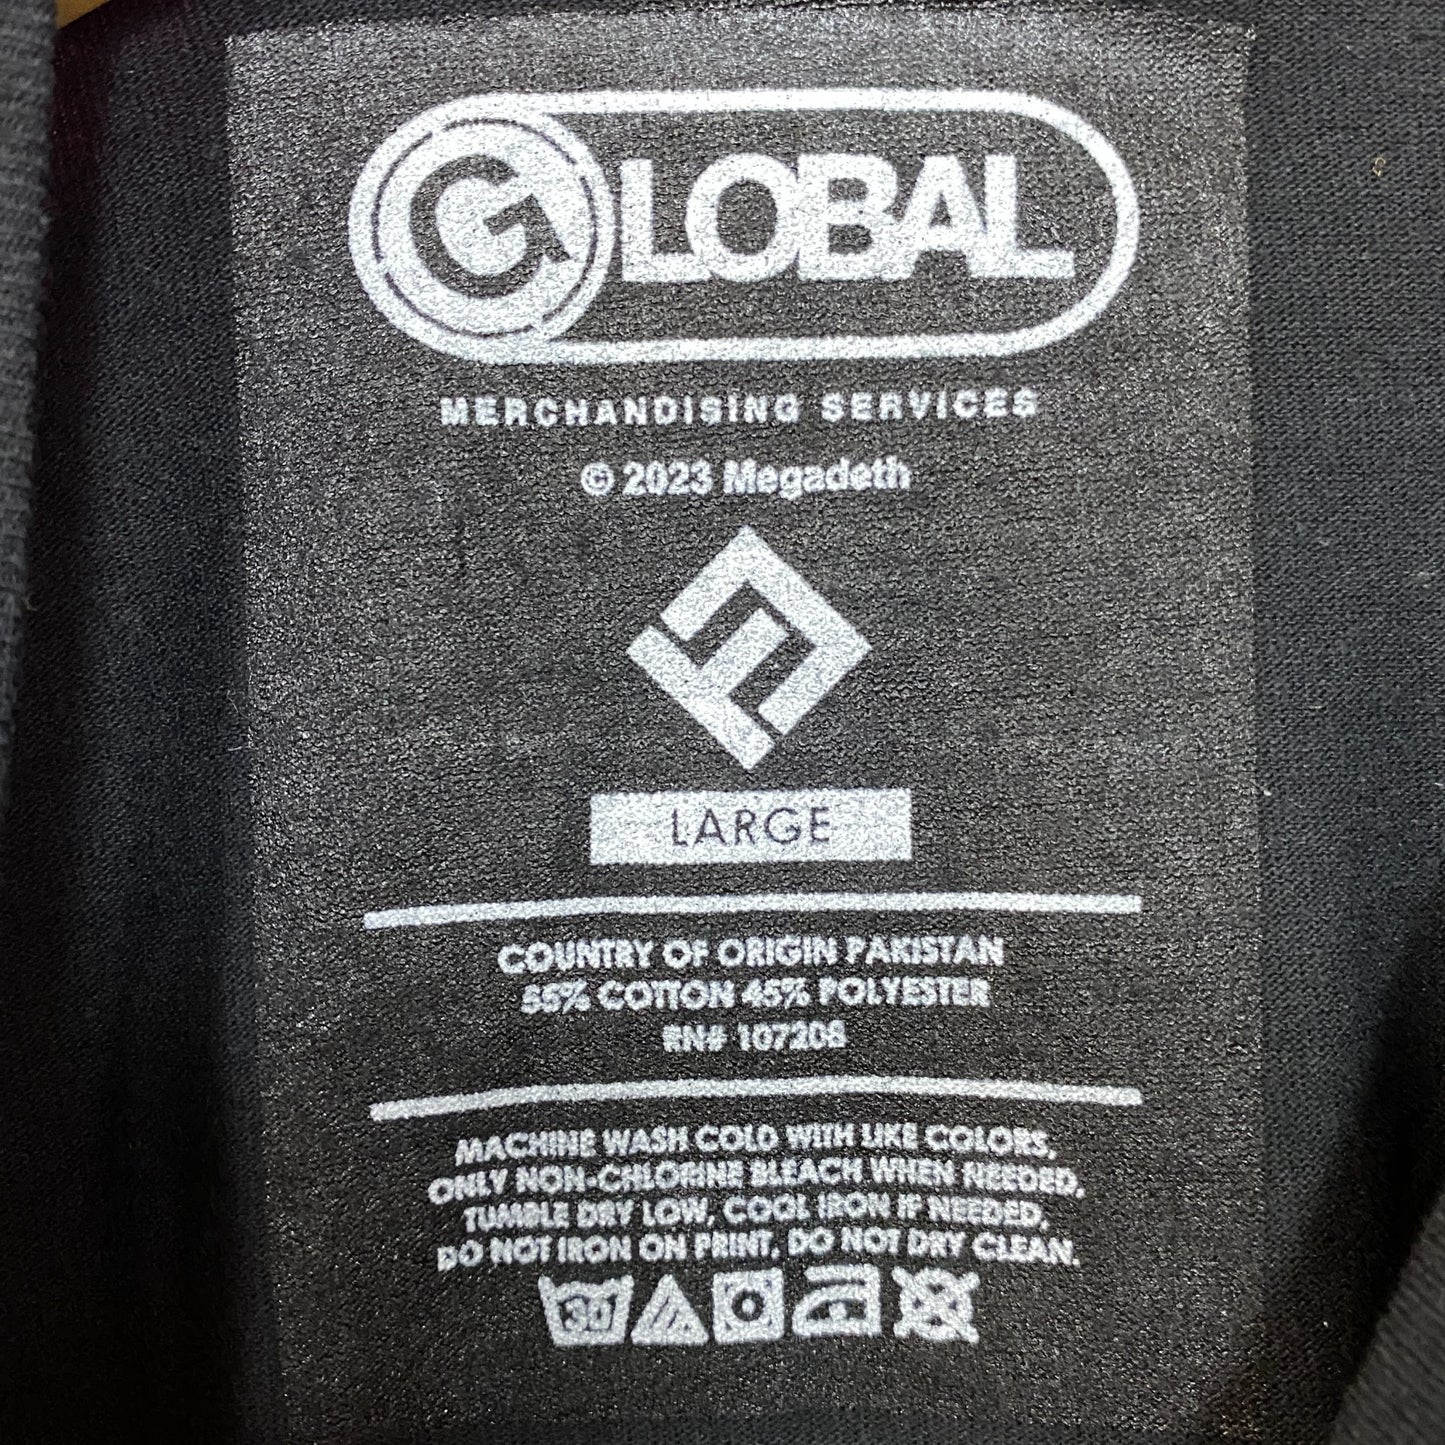 GLOBAL
MERCHANDISING SERVICES
© 2023 Megadeth
LARGE
COUNTRY OF ORIGIN PAKISTAN
55% COTTON 45% POLYESTER
RN# 107208
MACHINE WASH COLD WITH LIKE COLORS,
ONLY NON-CHLORINE BLEACH WHEN NEEDED,
TUMBLE DRY LOW, COOL IRON IF NEEDED,
DO NOT IRON ON PRINT, DO NOT DRY CLEAN.
30